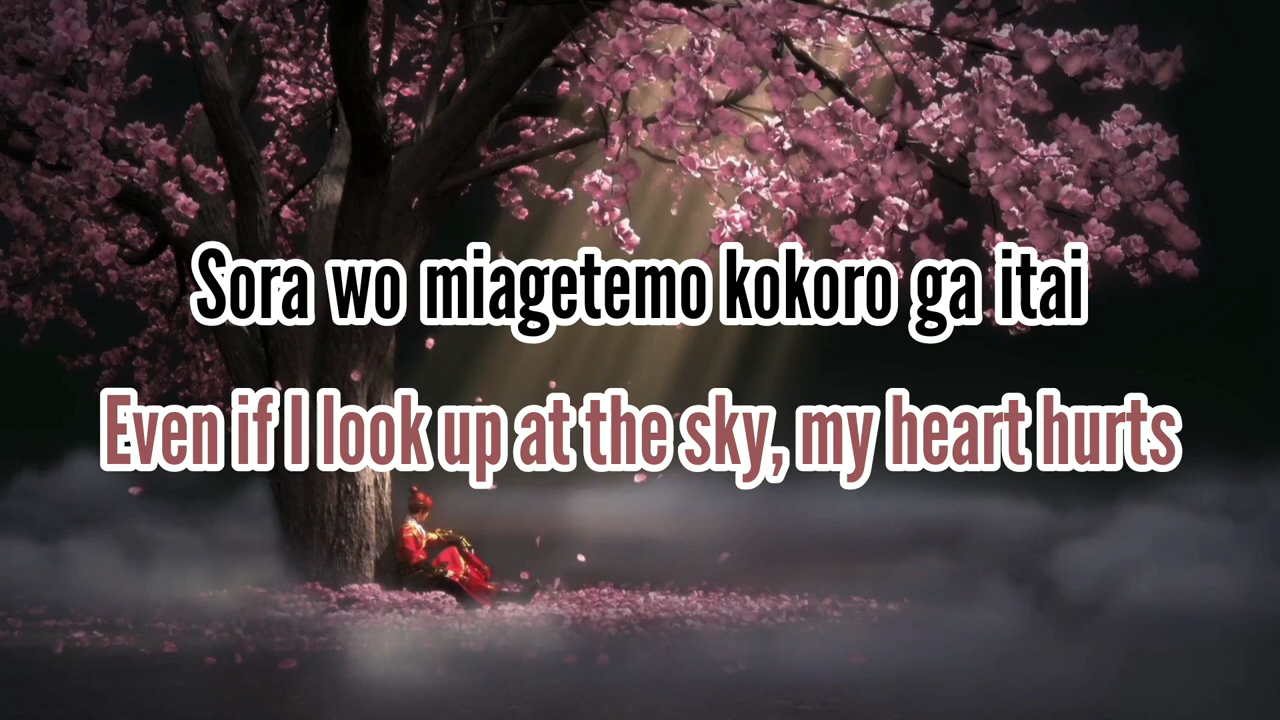 Sora wo miagetemo kokoro ga itai
Even if I look up at the sky, my heart hurts